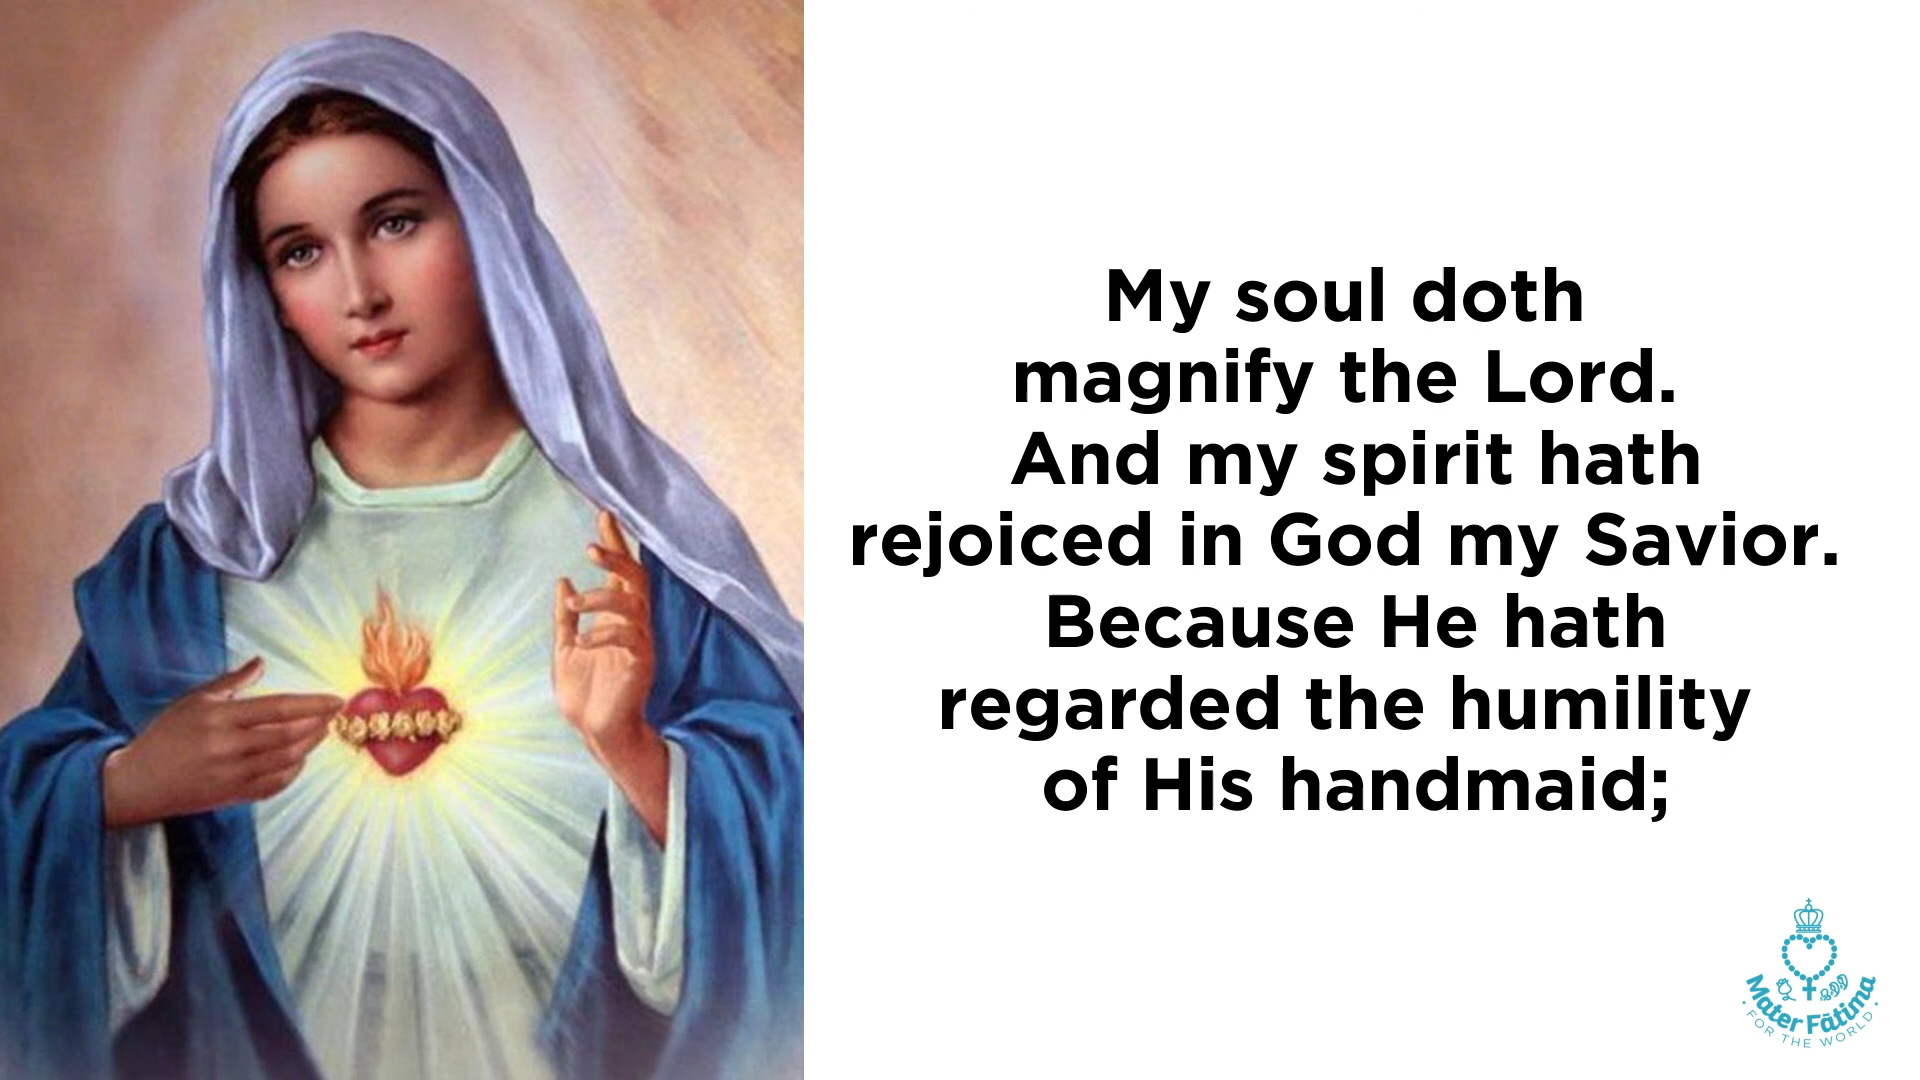 My soul doth
magnify the Lord.
And my spirit hath
rejoiced in God my Savior.
Because He hath
regarded the humility
of His handmaid;
Mater Fātima
FOR THE WORLD